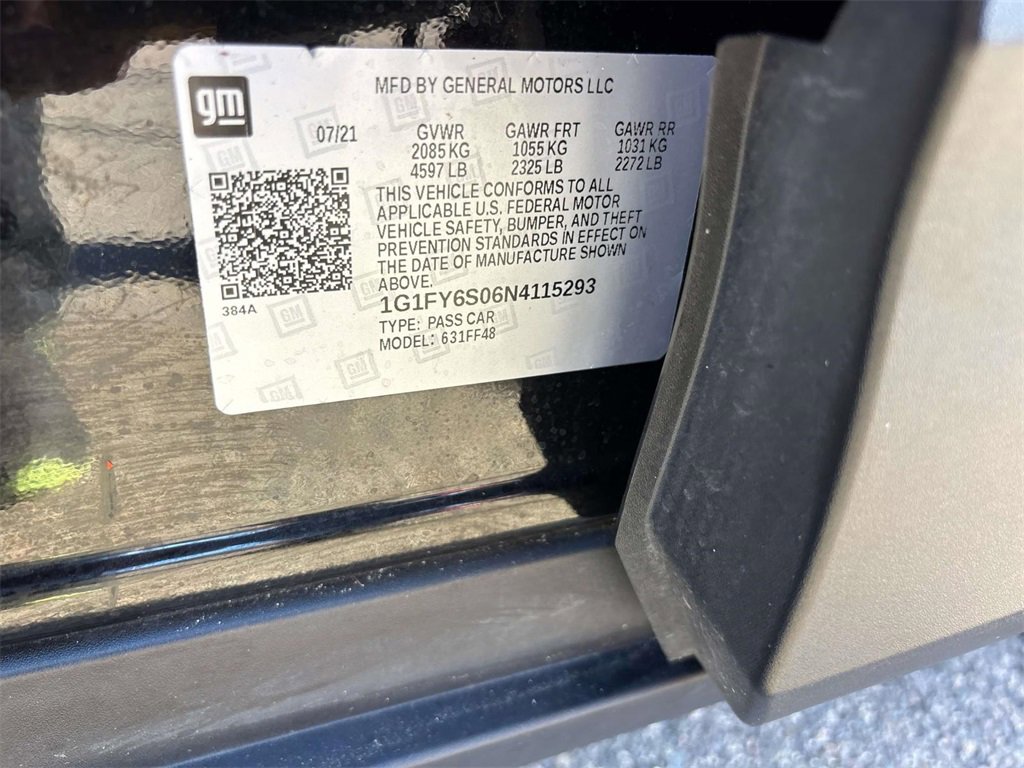 gm
MFD BY GENERAL MOTORS LLC
07/21 GVWR GAWR FRT GAWR RR
2085 KG 1055 KG 1031 KG
4597 LB 2325 LB 2272 LB
THIS VEHICLE CONFORMS TO ALL
APPLICABLE U.S. FEDERAL MOTOR
VEHICLE SAFETY, BUMPER, AND THEFT
PREVENTION STANDARDS IN EFFECT ON
THE DATE OF MANUFACTURE SHOWN
ABOVE.
384A
1G1FY6S06N4115293
TYPE: PASS CAR
MODEL: 631FF48